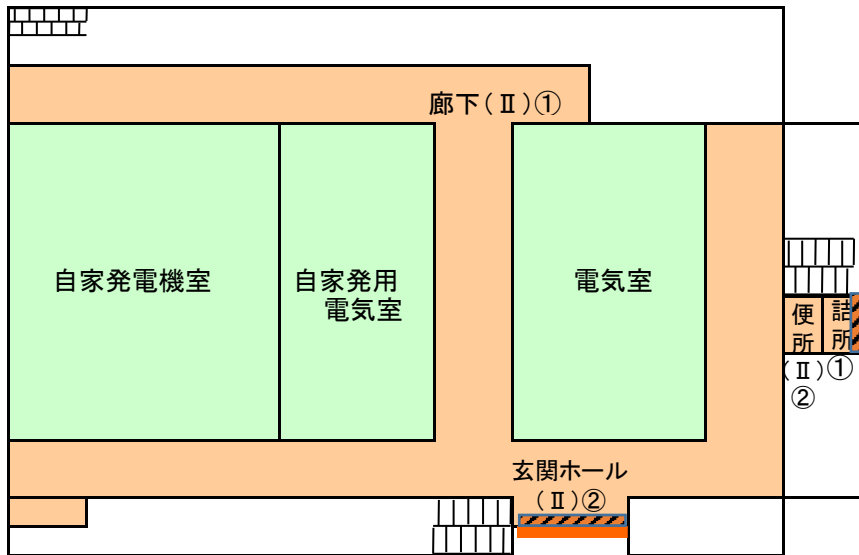 廊下(Ⅱ)①
自家発電機室
自家発用
電気室
電気室
便所
詰所
(Ⅱ)①
②
玄関ホール
(Ⅱ)②